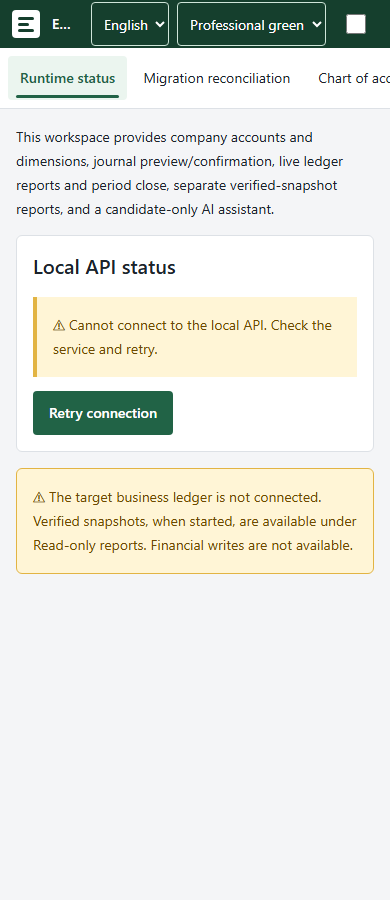 E...
English
Professional green
Runtime status
Migration reconciliation
Chart of acc
This workspace provides company accounts and
dimensions, journal preview/confirmation, live ledger
reports and period close, separate verified-snapshot
reports, and a candidate-only AI assistant.
Local API status
⚠ Cannot connect to the local API. Check the
service and retry.
Retry connection
⚠ The target business ledger is not connected.
Verified snapshots, when started, are available under
Read-only reports. Financial writes are not available.